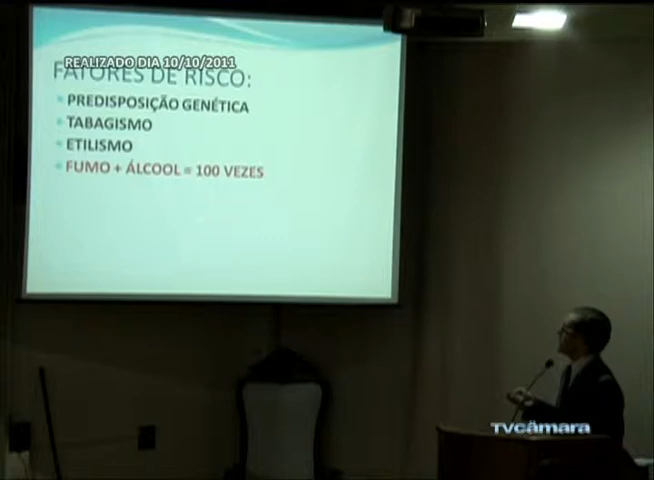 REALIZADO DIA 10/10/2011
FATORES DE RISCO:
PREDISPOSIÇÃO GENÉTICA
TABAGISMO
ETILISMO
FUMO + ÁLCOOL = 100 VEZES
TVcâmara